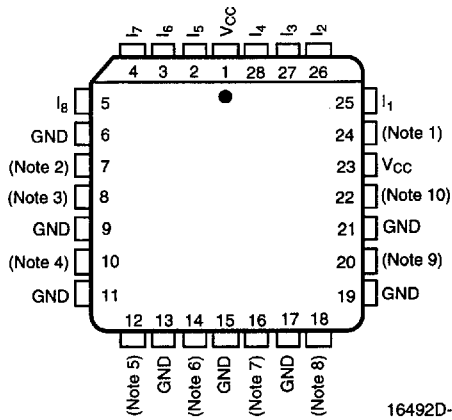 I7 I6 I5 VCC I4 I3 I2
4 3 2 1 28 27 26
I8 5 25 I1
GND 6 24 (Note 1)
(Note 2) 7 23 VCC
(Note 3) 8 22 (Note 10)
GND 9 21 GND
(Note 4) 10 20 (Note 9)
GND 11 19 GND
12 13 14 15 16 17 18
(Note 5) GND (Note 6) GND (Note 7) GND (Note 8)
16492D-